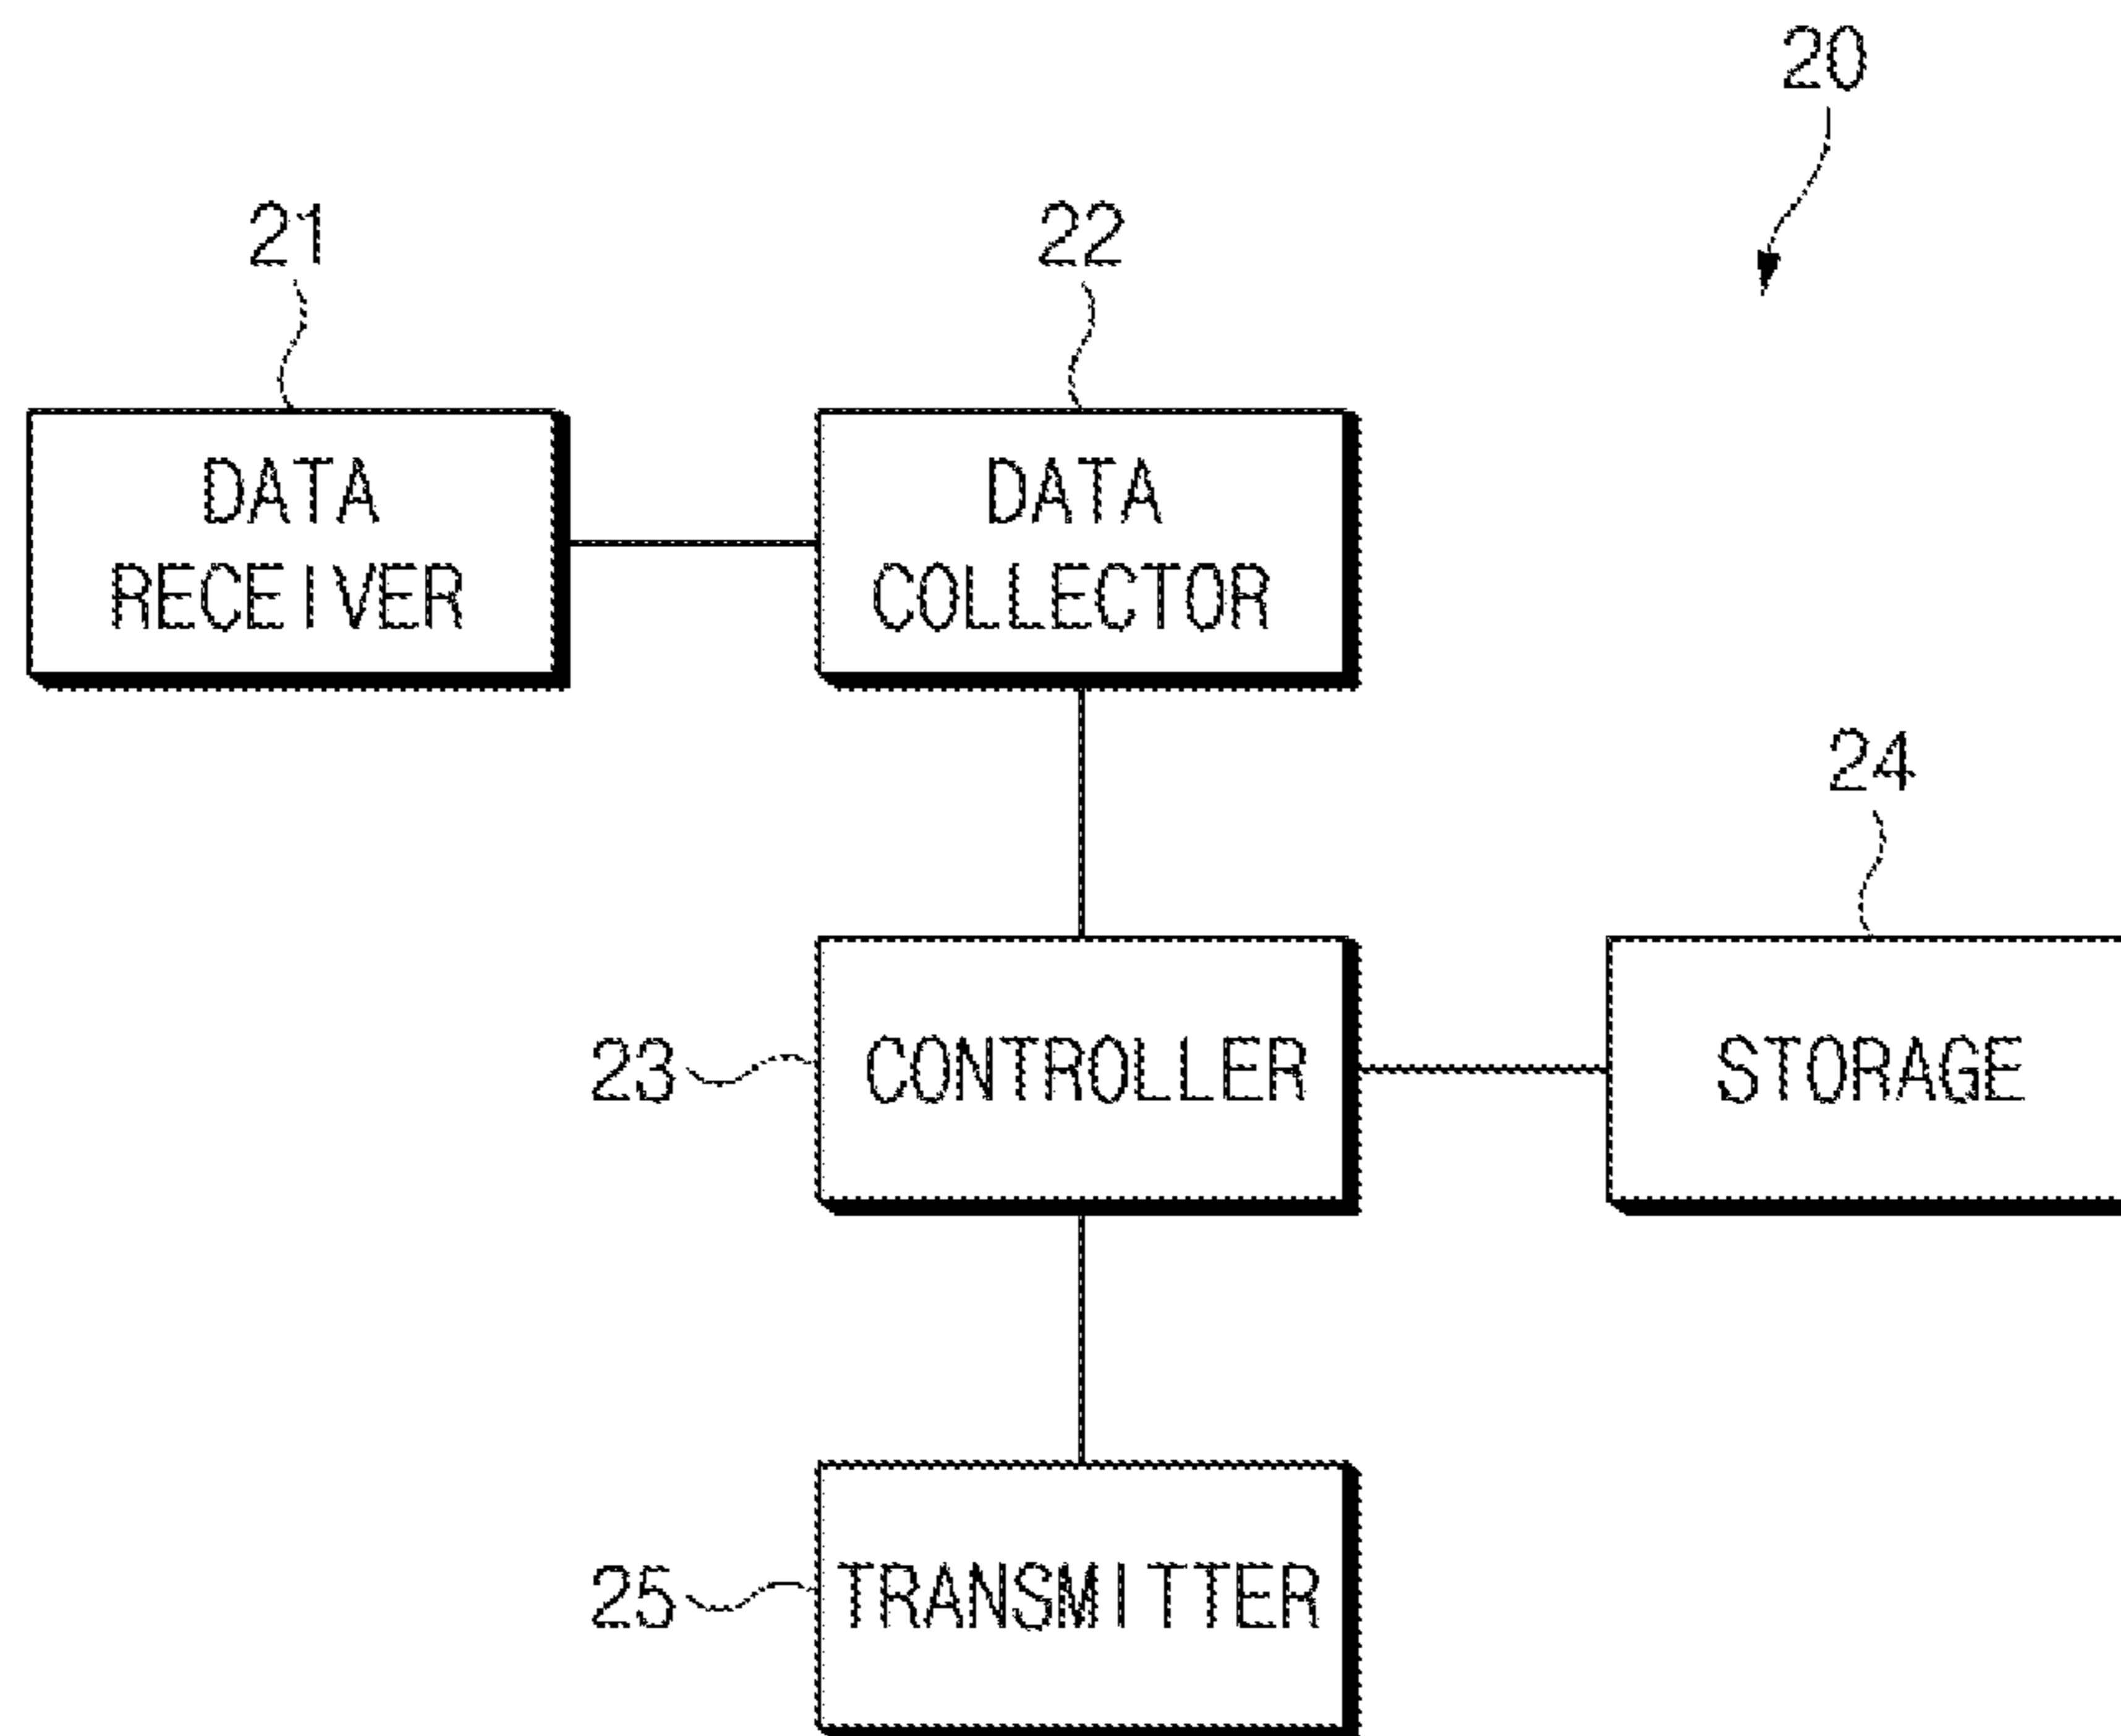 20
21
22
DATA
RECEIVER
DATA
COLLECTOR
24
23
CONTROLLER
STORAGE
25
TRANSMITTER